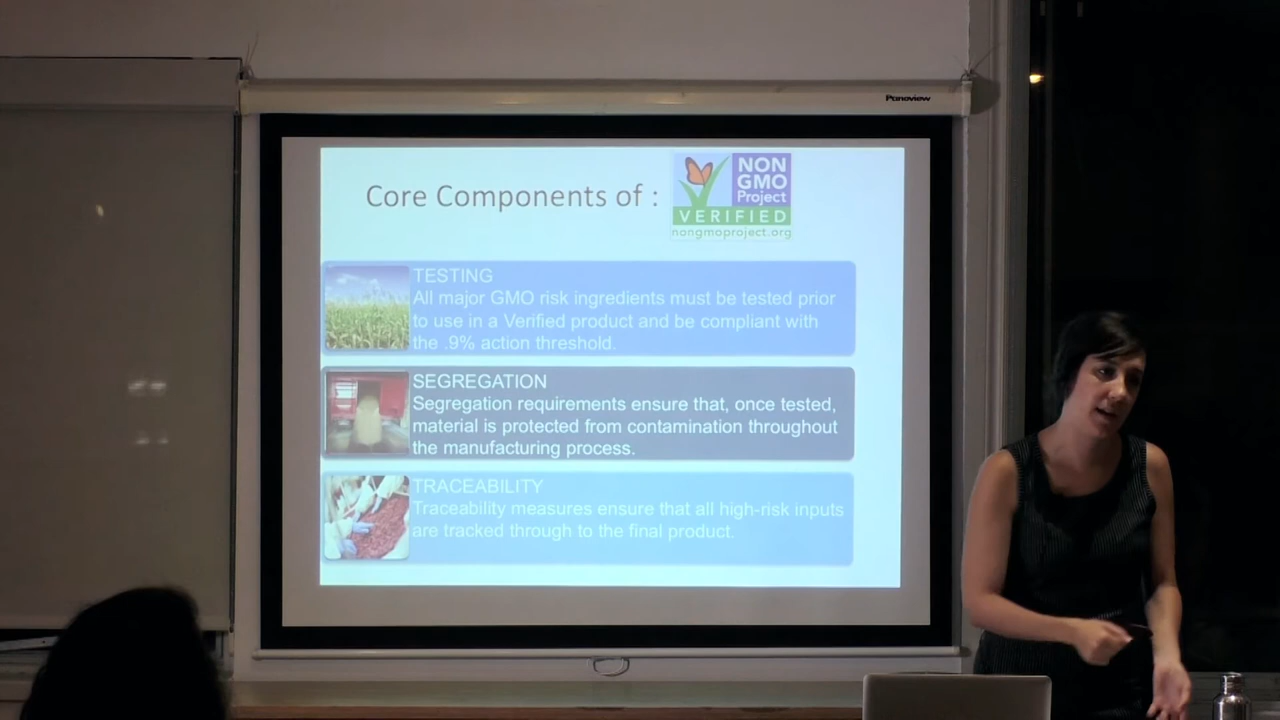 Paneview
Core Components of :
NON
GMO
Project
VERIFIED
nongmoproject.org
TESTING
All major GMO risk ingredients must be tested prior
to use in a Verified product and be compliant with
the .9% action threshold.
SEGREGATION
Segregation requirements ensure that, once tested,
material is protected from contamination throughout
the manufacturing process.
TRACEABILITY
Traceability measures ensure that all high-risk inputs
are tracked through to the final product.